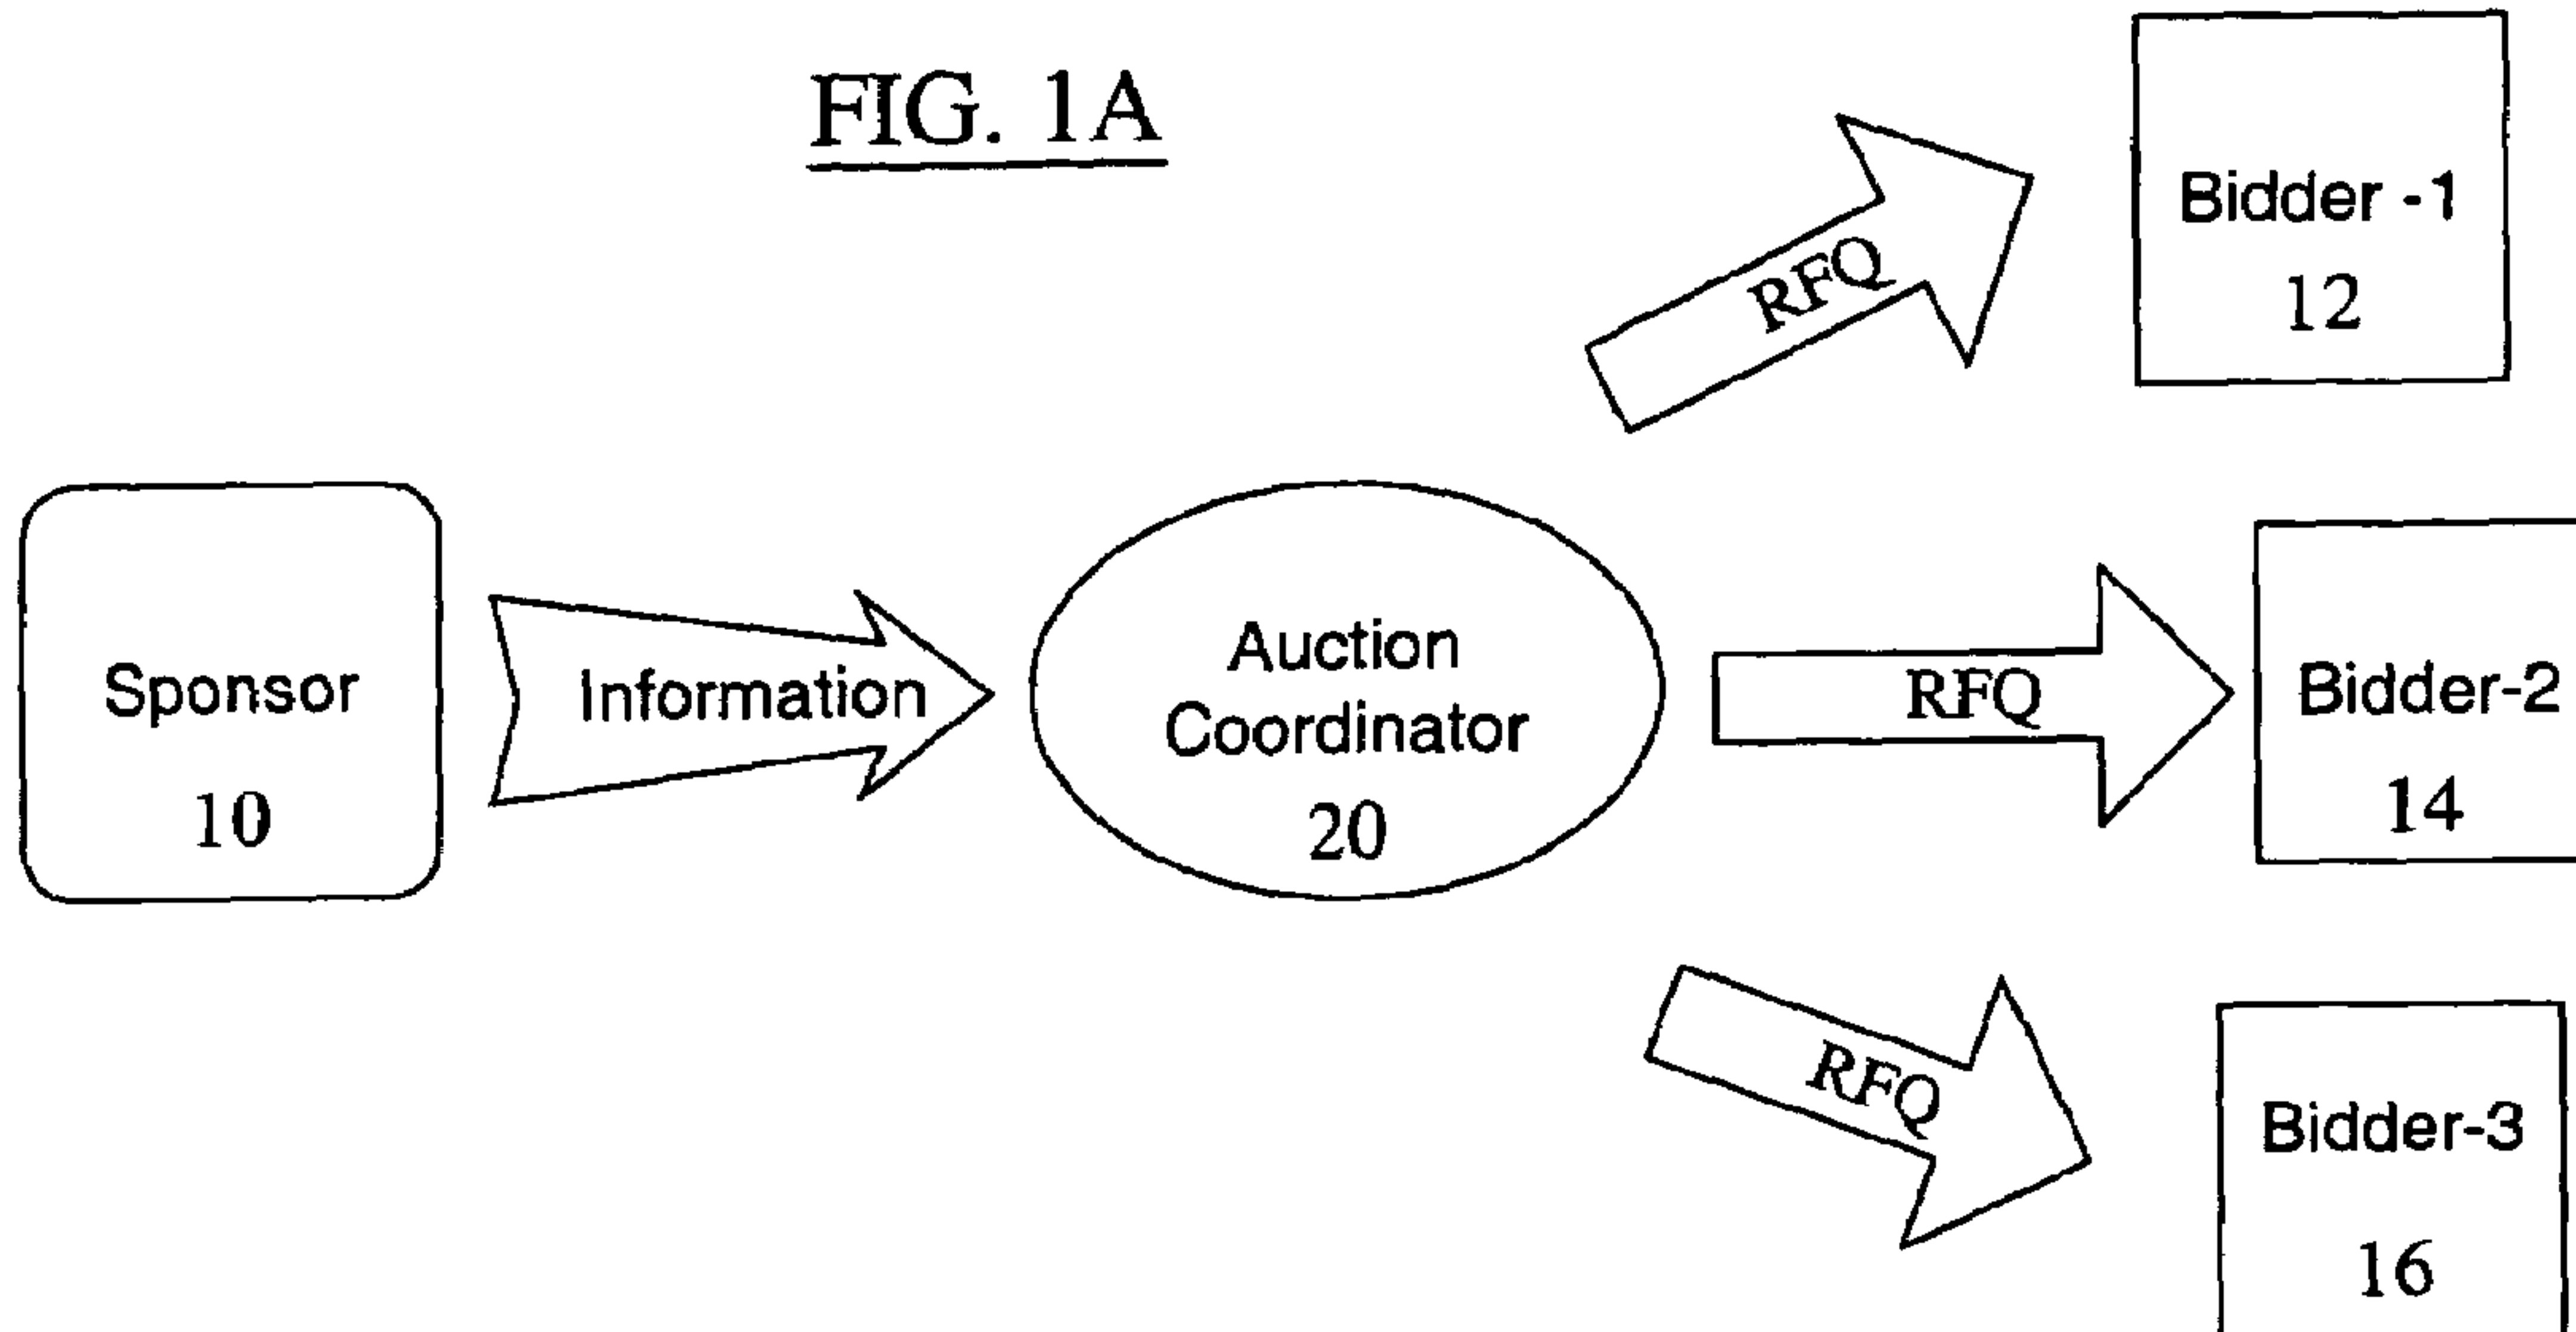 FIG. 1A
RFQ
Bidder -1
12
Sponsor
10
Information
Auction
Coordinator
20
RFQ
Bidder-2
14
RFQ
Bidder-3
16